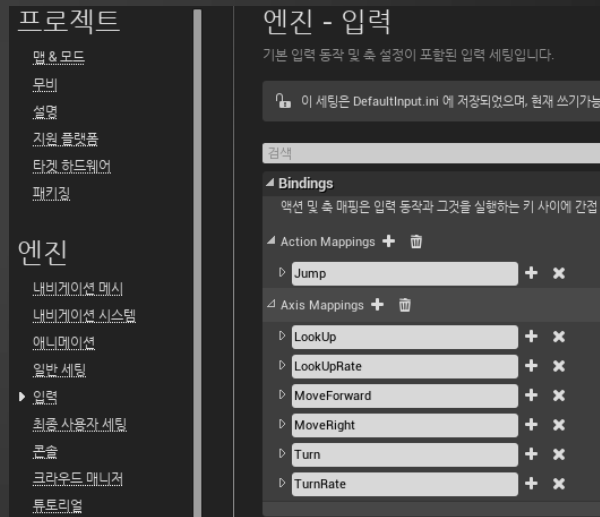 프로젝트
맵 & 모드
무비
설명
지원 플랫폼
타겟 하드웨어
패키징
엔진
내비게이션 메시
내비게이션 시스템
애니메이션
일반 세팅
입력
최종 사용자 세팅
콘솔
크라우드 매니저
튜토리얼
엔진 - 입력
기본 입력 동작 및 축 설정이 포함된 입력 세팅입니다.
이 세팅은 DefaultInput.ini 에 저장되었으며, 현재 쓰기가능
검색
Bindings
액션 및 축 매핑은 입력 동작과 그것을 실행하는 키 사이에 간접
Action Mappings
Jump
Axis Mappings
LookUp
LookUpRate
MoveForward
MoveRight
Turn
TurnRate